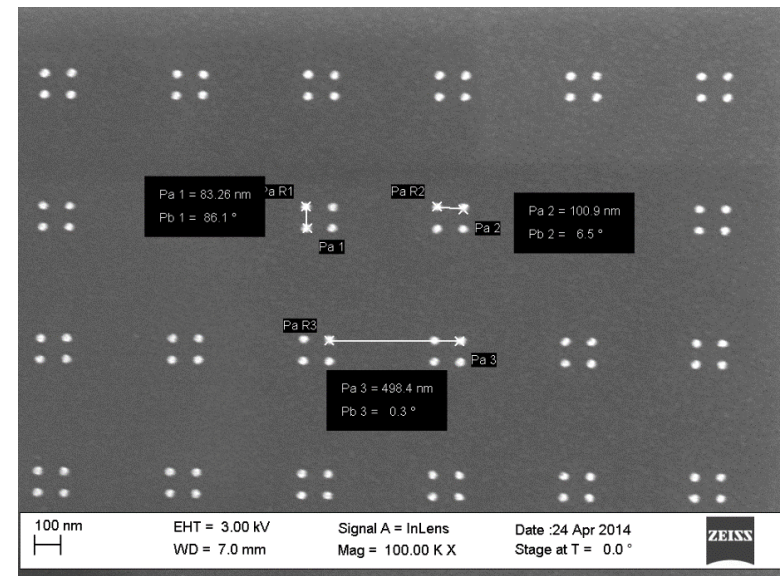 Pa 1 = 83.26 nm
Pb 1 = 86.1 °
Pa R1
Pa 1
Pa R2
Pa 2
Pa 2 = 100.9 nm
Pb 2 = 6.5 °
Pa R3
Pa 3
Pa 3 = 498.4 nm
Pb 3 = 0.3 °
100 nm
EHT = 3.00 kV
WD = 7.0 mm
Signal A = InLens
Mag = 100.00 K X
Date :24 Apr 2014
Stage at T = 0.0 °
ZEISS